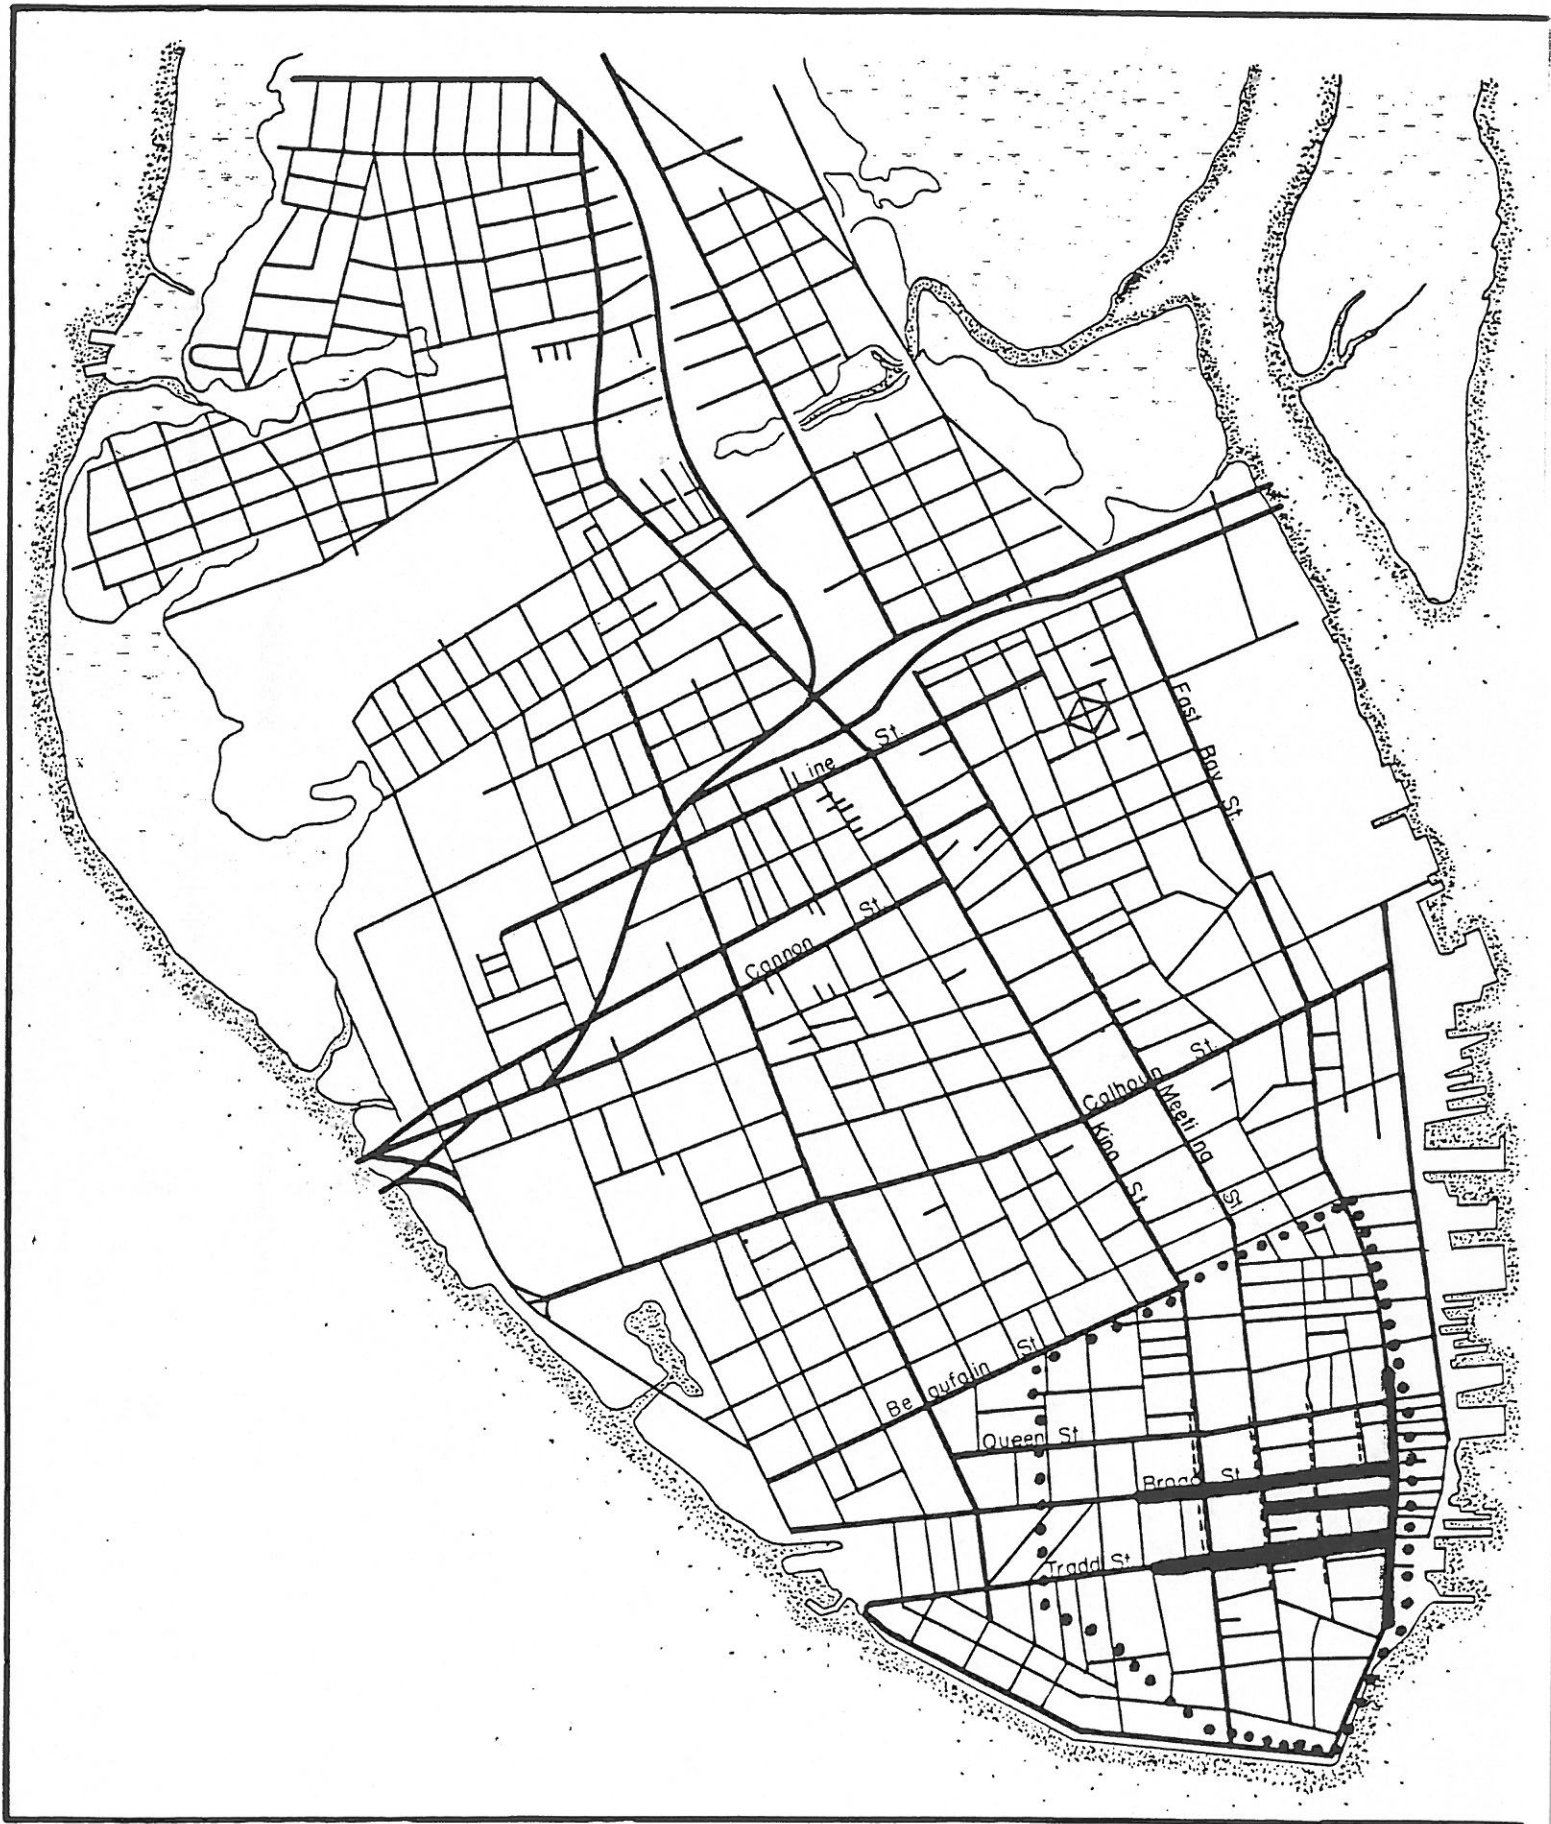 East Bay St.
Line St.
Cannon St.
Calhoun St.
Meeting St.
King St.
Beaufain St.
Queen St
Broad St.
Tradd St